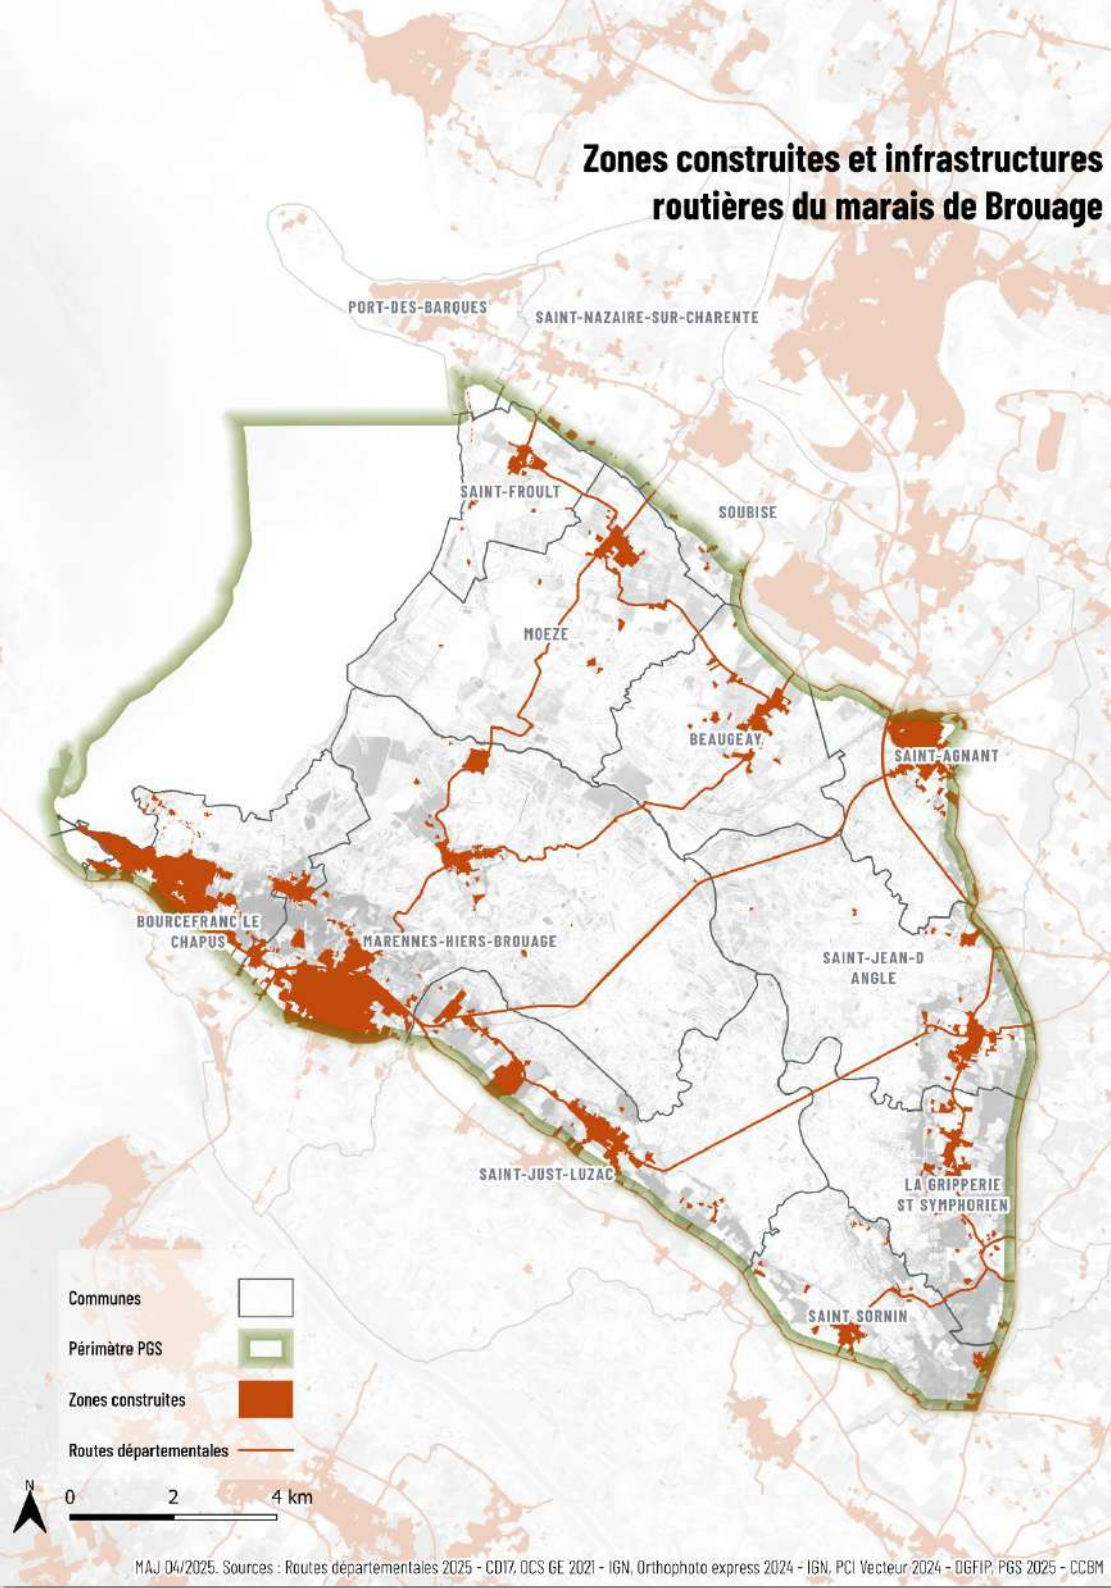 Zones construites et infrastructures
routières du marais de Brouage
PORT-DES-BARQUES
SAINT-NAZAIRE-SUR-CHARENTE
SAINT-FROULT
SOUBISE
MOEZE
BEAUGEAY
SAINT-AGNANT
BOURCEFRANC LE
CHAPUS
MARENNES-HIERS-BROUAGE
SAINT-JEAN-D
ANGLE
SAINT-JUST-LUZAC
LA GRIPPERIE
ST SYMPHORIEN
SAINT SORNIN
Communes
Périmètre PGS
Zones construites
Routes départementales
N
0 2 4 km
MAJ 04/2025. Sources : Routes départementales 2025 - CD17, OCS GE 2021 - IGN, Orthophoto express 2024 - IGN, PCI Vecteur 2024 - DGFIP, PGS 2025 - CCBM